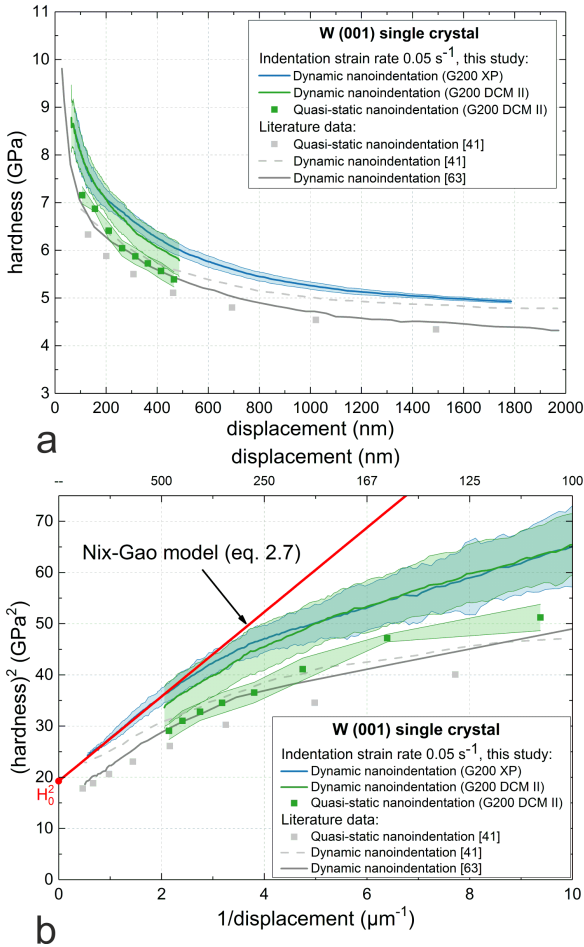 11
10
9
8
7
6
5
4
3
hardness (GPa)
W (001) single crystal
Indentation strain rate 0.05 s⁻¹, this study:
Dynamic nanoindentation (G200 XP)
Dynamic nanoindentation (G200 DCM II)
Quasi-static nanoindentation (G200 DCM II)
Literature data:
Quasi-static nanoindentation [41]
Dynamic nanoindentation [41]
Dynamic nanoindentation [63]
0 200 400 600 800 1000 1200 1400 1600 1800 2000
displacement (nm)
a
displacement (nm)
-- 500 250 167 125 100
70
60
50
40
30
20
10
0
(hardness)² (GPa²)
Nix-Gao model (eq. 2.7)
H₀²
W (001) single crystal
Indentation strain rate 0.05 s⁻¹, this study:
Dynamic nanoindentation (G200 XP)
Dynamic nanoindentation (G200 DCM II)
Quasi-static nanoindentation (G200 DCM II)
Literature data:
Quasi-static nanoindentation [41]
Dynamic nanoindentation [41]
Dynamic nanoindentation [63]
0 2 4 6 8 10
1/displacement (µm⁻¹)
b